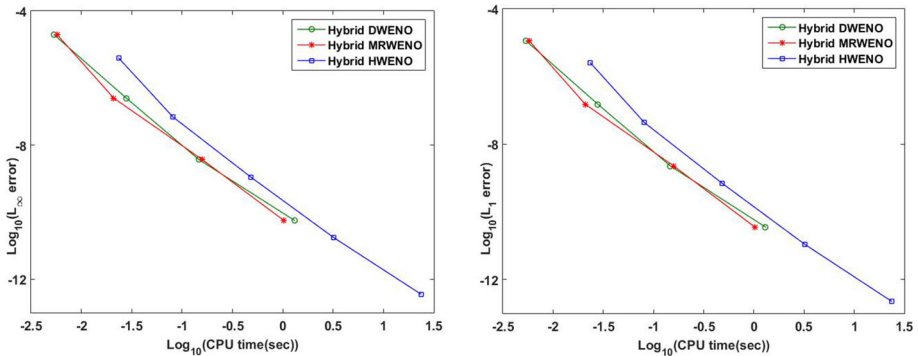 -4
-8
-12
Log10(L∞ error)
Hybrid DWENO
Hybrid MRWENO
Hybrid HWENO
-2.5 -2 -1.5 -1 -0.5 0 0.5 1 1.5
Log10(CPU time(sec))
-4
-8
-12
Log10(L1 error)
Hybrid DWENO
Hybrid MRWENO
Hybrid HWENO
-2.5 -2 -1.5 -1 -0.5 0 0.5 1 1.5
Log10(CPU time(sec))